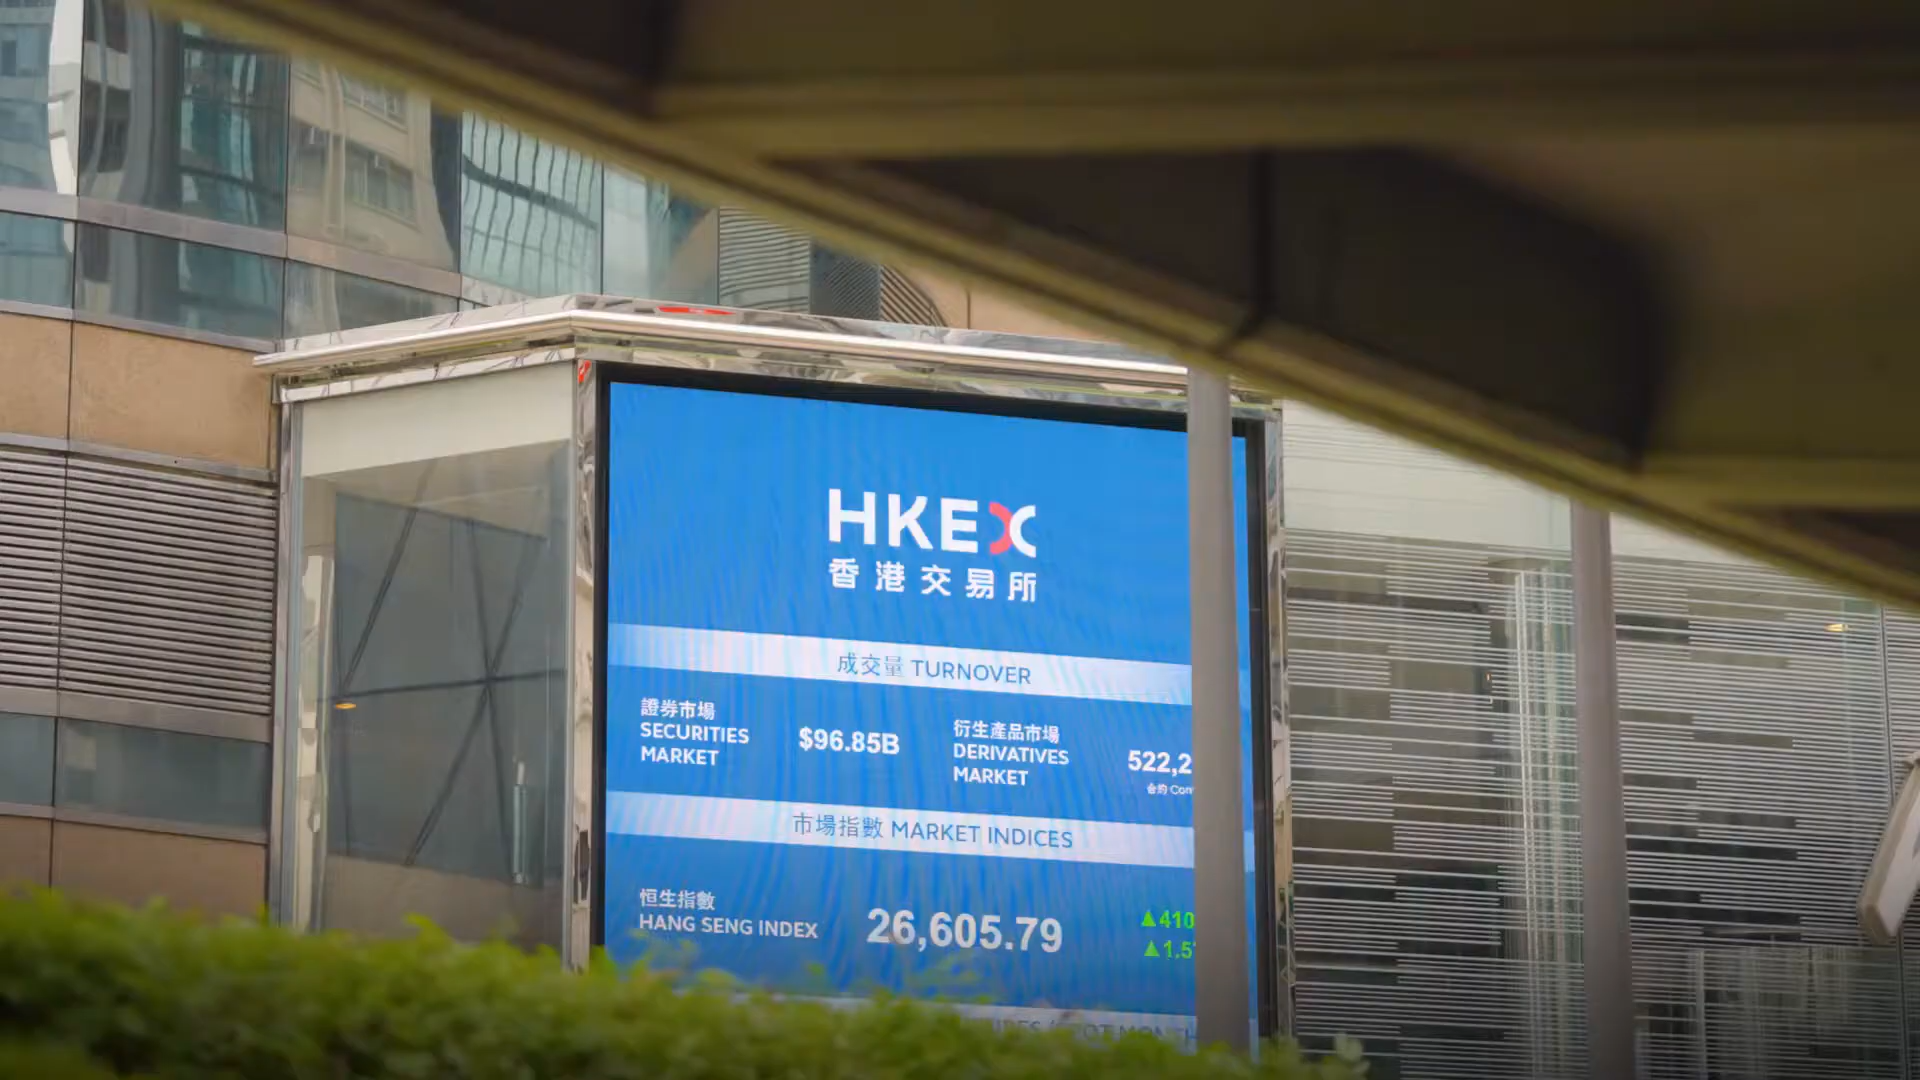 HKEX
香港交易所
成交量 TURNOVER
證券市場
SECURITIES
MARKET
$96.85B
衍生產品市場
DERIVATIVES
MARKET
522,2
合約
市場指數 MARKET INDICES
恒生指數
HANG SENG INDEX
26,605.79
▲410
▲1.5